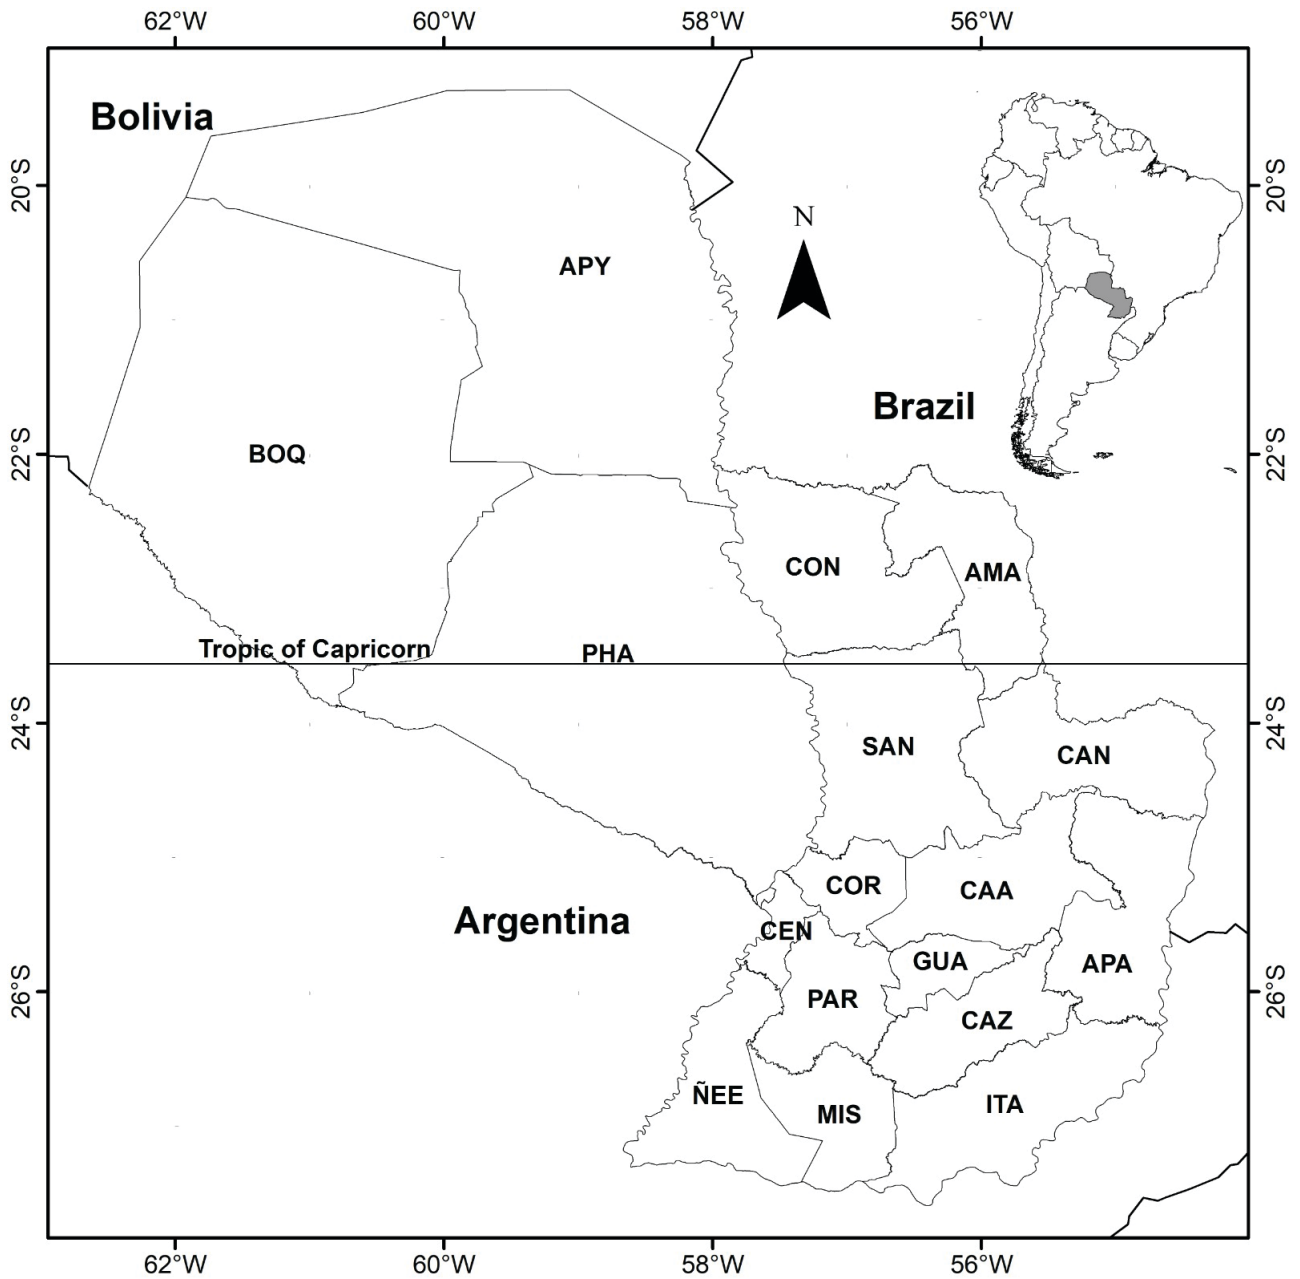 62°W 60°W 58°W 56°W
Bolivia
20°S
20°S
N
APY
Brazil
22°S
BOQ
22°S
CON
AMA
Tropic of Capricorn
PHA
24°S
SAN
CAN
24°S
COR
CAA
Argentina
CEN
GUA
APA
26°S
PAR
26°S
CAZ
ÑEE
MIS
ITA
62°W 60°W 58°W 56°W